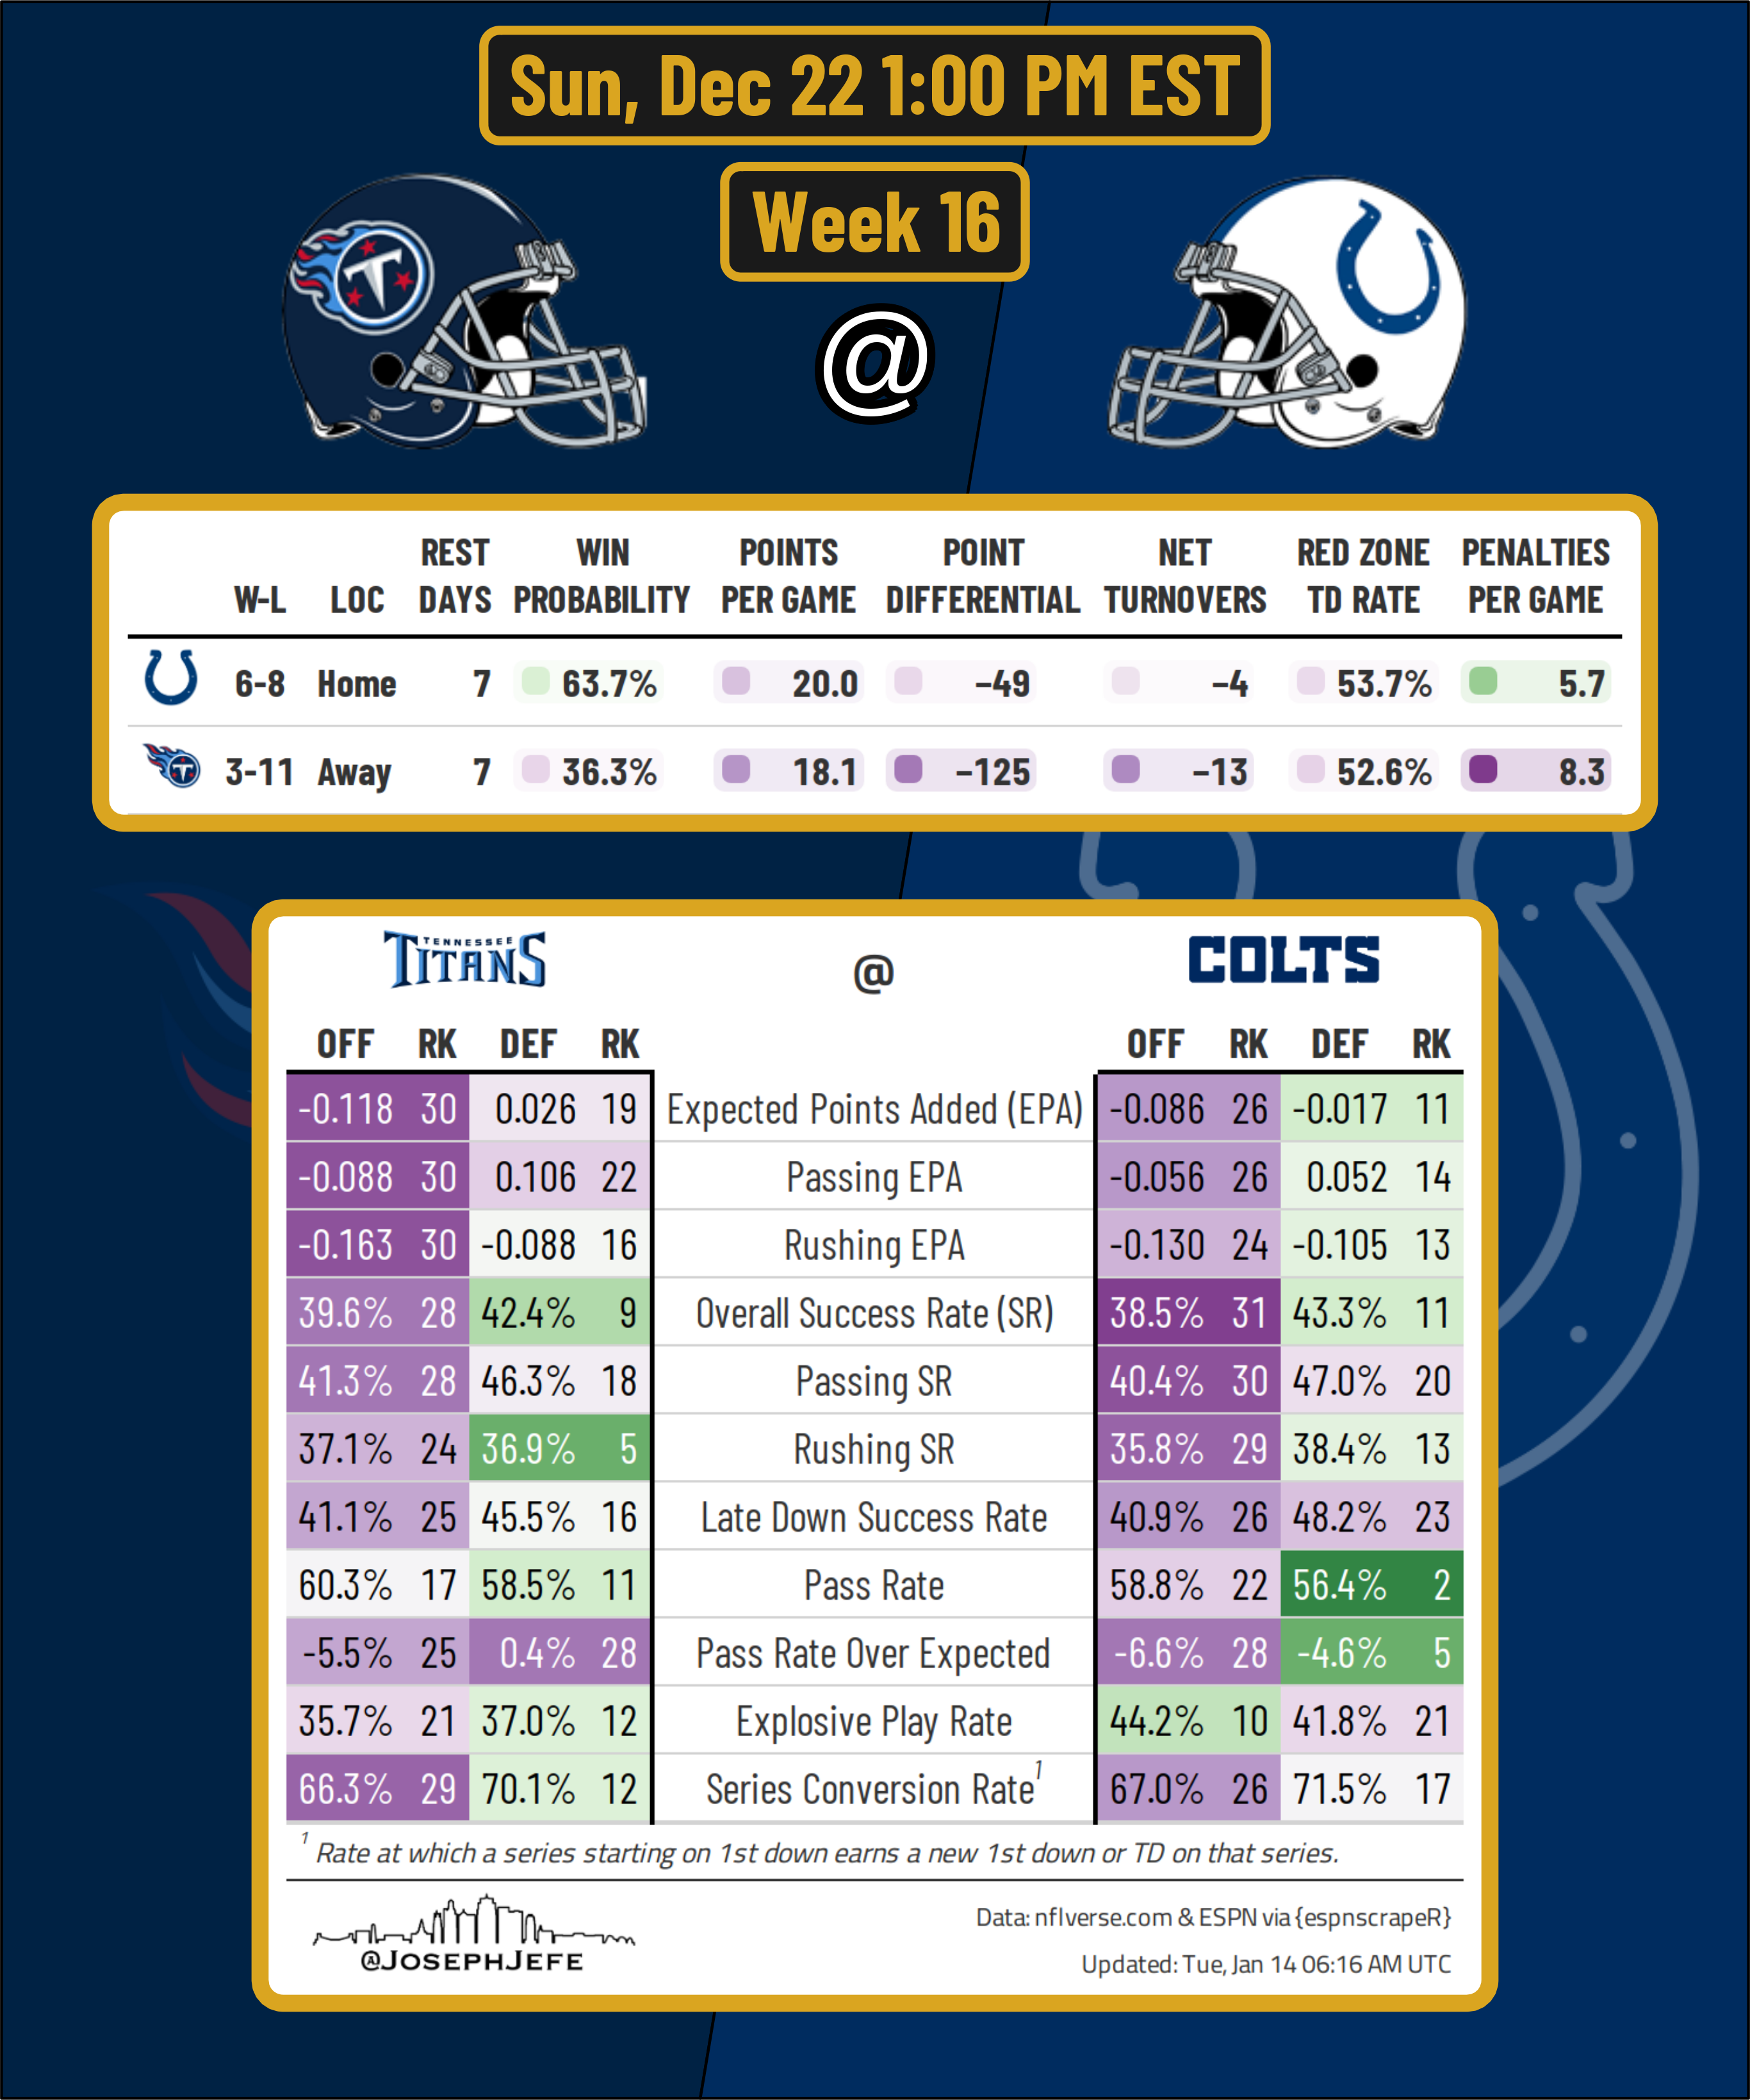 Sun, Dec 22 1:00 PM EST
Week 16
T
@
W-L LOC REST DAYS WIN PROBABILITY POINTS PER GAME POINT DIFFERENTIAL NET TURNOVERS RED ZONE TD RATE PENALTIES PER GAME
6-8 Home 7 63.7% 20.0 −49 −4 53.7% 5.7
T 3-11 Away 7 36.3% 18.1 −125 −13 52.6% 8.3
TENNESSEE TITANS @ COLTS
OFF RK DEF RK OFF RK DEF RK
-0.118 30 0.026 19 Expected Points Added (EPA) -0.086 26 -0.017 11
-0.088 30 0.106 22 Passing EPA -0.056 26 0.052 14
-0.163 30 -0.088 16 Rushing EPA -0.130 24 -0.105 13
39.6% 28 42.4% 9 Overall Success Rate (SR) 38.5% 31 43.3% 11
41.3% 28 46.3% 18 Passing SR 40.4% 30 47.0% 20
37.1% 24 36.9% 5 Rushing SR 35.8% 29 38.4% 13
41.1% 25 45.5% 16 Late Down Success Rate 40.9% 26 48.2% 23
60.3% 17 58.5% 11 Pass Rate 58.8% 22 56.4% 2
-5.5% 25 0.4% 28 Pass Rate Over Expected -6.6% 28 -4.6% 5
35.7% 21 37.0% 12 Explosive Play Rate 44.2% 10 41.8% 21
66.3% 29 70.1% 12 Series Conversion Rate¹ 67.0% 26 71.5% 17
¹ Rate at which a series starting on 1st down earns a new 1st down or TD on that series.
@JOSEPHJEFE
Data: nflverse.com & ESPN via {espnscrapeR}
Updated: Tue, Jan 14 06:16 AM UTC